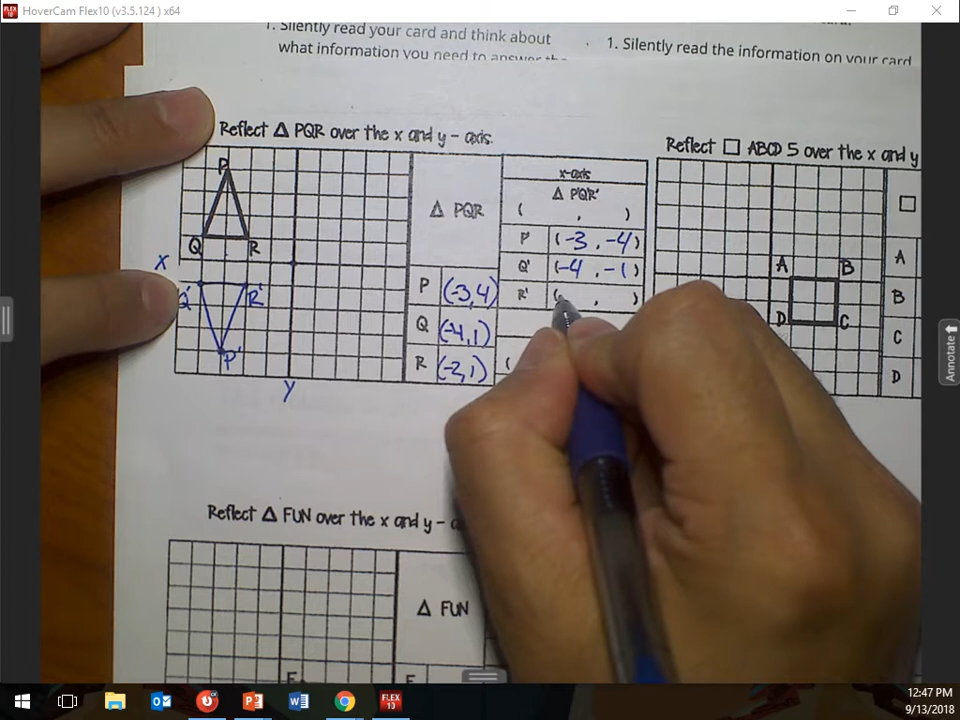 HoverCam Flex10 (v3.5.124 ) x64
1. Silently read your card and think about
what information you need to answer the
1. Silently read the information on your card
Reflect Δ PQR over the x and y - axis.
P
Q R
X
Q' R'
P'
y
Δ PQR
P (-3,4)
Q (-4,1)
R (-2,1)
x-axis
Δ P'Q'R'
( , )
P' (-3, -4)
Q' (-4, -1)
R' ( , )
(
Reflect □ ABCD 5 over the x and y
A B
D C
□
A
B
C
D
Reflect Δ FUN over the x and y -
Δ FUN
F
F
Annotate
12:47 PM
9/13/2018